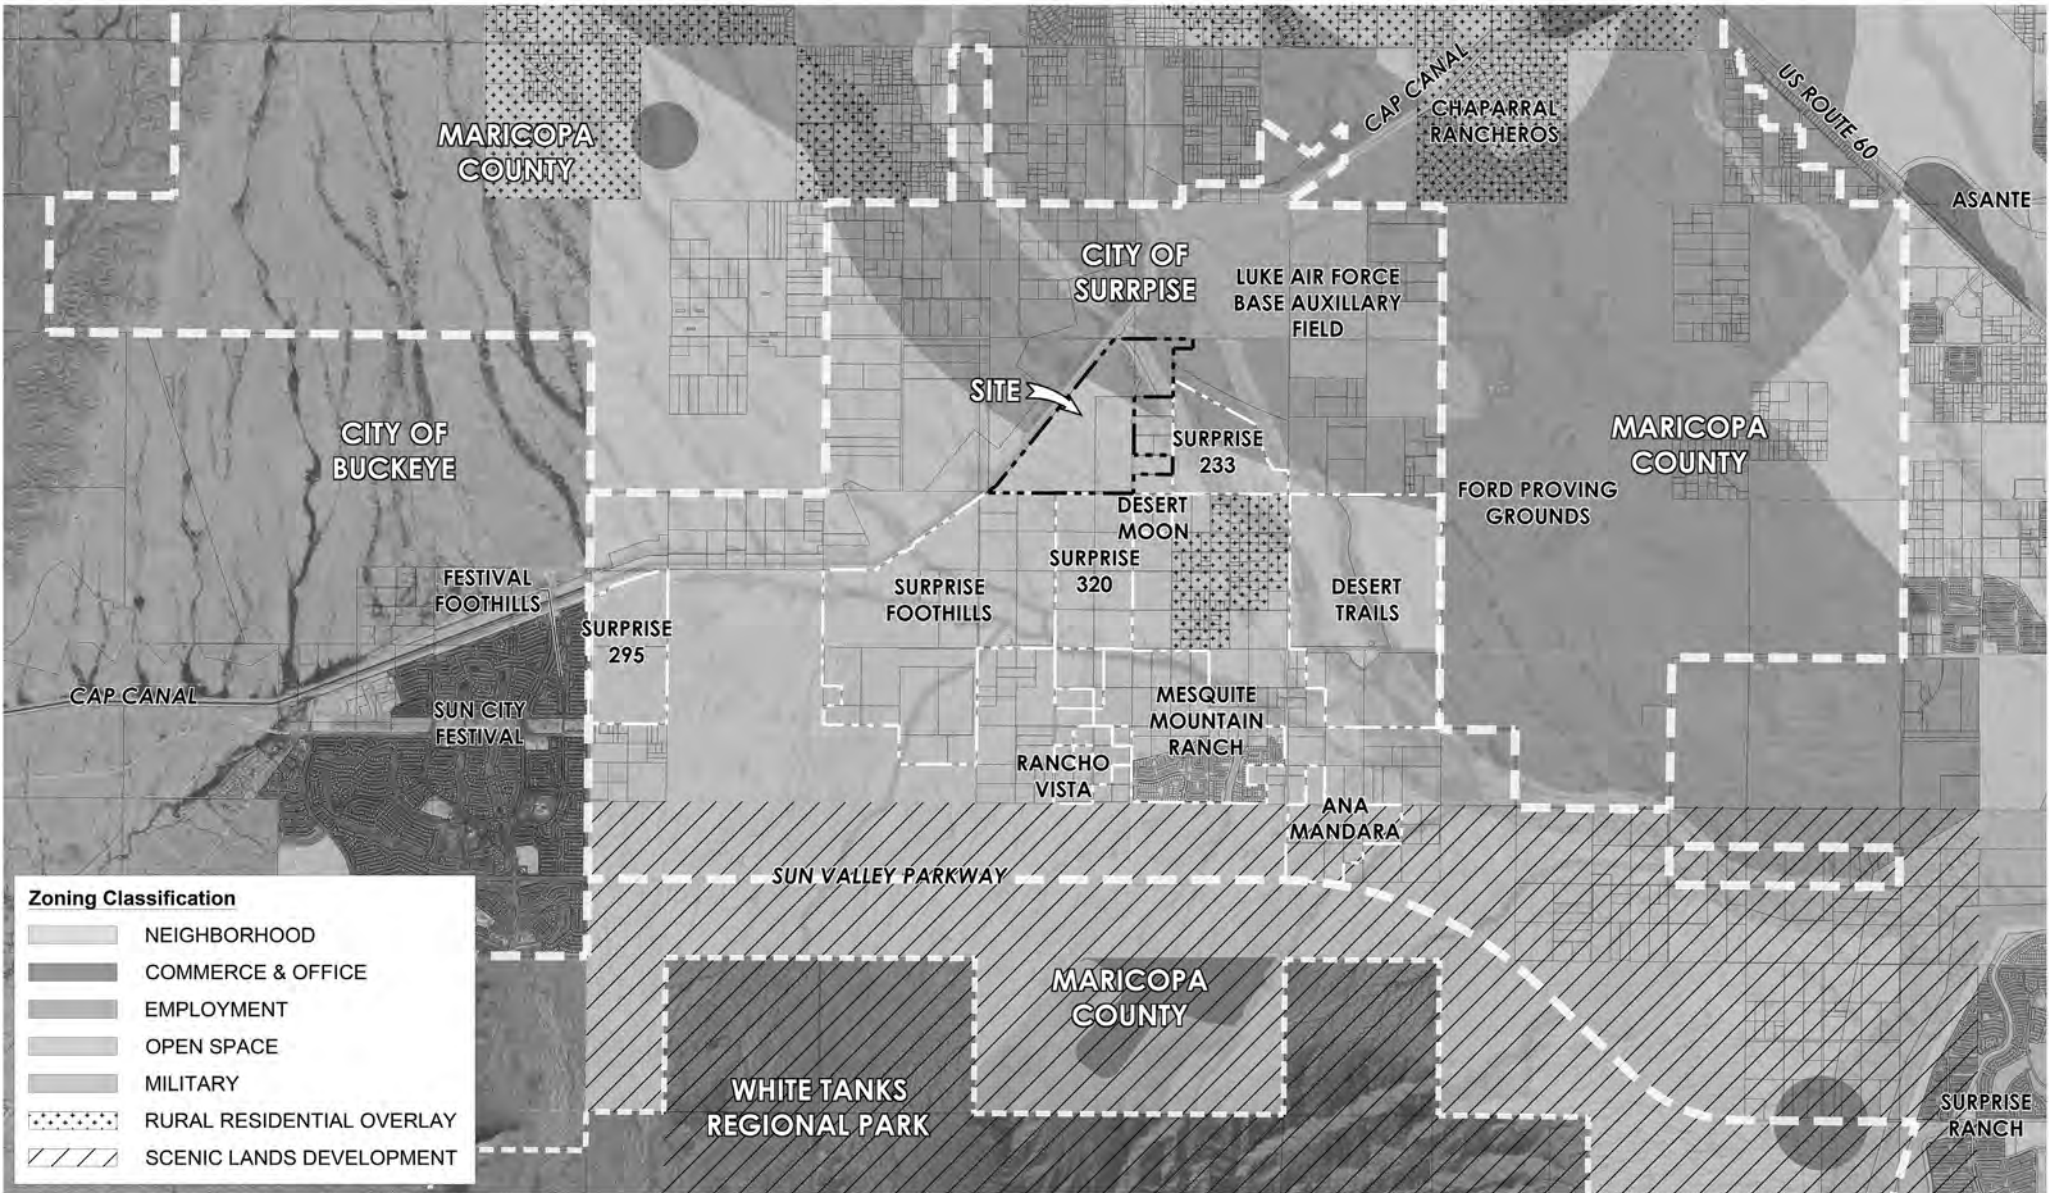 US ROUTE 60
CAP CANAL
CHAPARRAL
RANCHEROS
MARICOPA
COUNTY
ASANTE
CITY OF
SURRPISE
LUKE AIR FORCE
BASE AUXILLARY
FIELD
SITE
CITY OF
BUCKEYE
SURPRISE
233
MARICOPA
COUNTY
FORD PROVING
GROUNDS
DESERT
MOON
SURPRISE
320
FESTIVAL
FOOTHILLS
SURPRISE
FOOTHILLS
DESERT
TRAILS
SURPRISE
295
CAP CANAL
SUN CITY
FESTIVAL
MESQUITE
MOUNTAIN
RANCH
RANCHO
VISTA
ANA
MANDARA
SUN VALLEY PARKWAY
Zoning Classification
NEIGHBORHOOD
COMMERCE & OFFICE
EMPLOYMENT
OPEN SPACE
MILITARY
RURAL RESIDENTIAL OVERLAY
SCENIC LANDS DEVELOPMENT
MARICOPA
COUNTY
WHITE TANKS
REGIONAL PARK
SURPRISE
RANCH